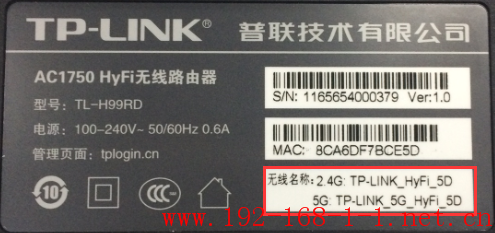 TP-LINK® 普联技术有限公司
AC1750 HyFi无线路由器
型号: TL-H99RD
电源: 100-240V~ 50/60Hz 0.6A
管理页面: tplogin.cn
S/N: 1165654000379 Ver:1.0
MAC: 8CA6DF7BCE5D
无线名称: 2.4G: TP-LINK_HyFi_5D
5G: TP-LINK_5G_HyFi_5D
10
CCC
www.192-168-1-1.net.cn